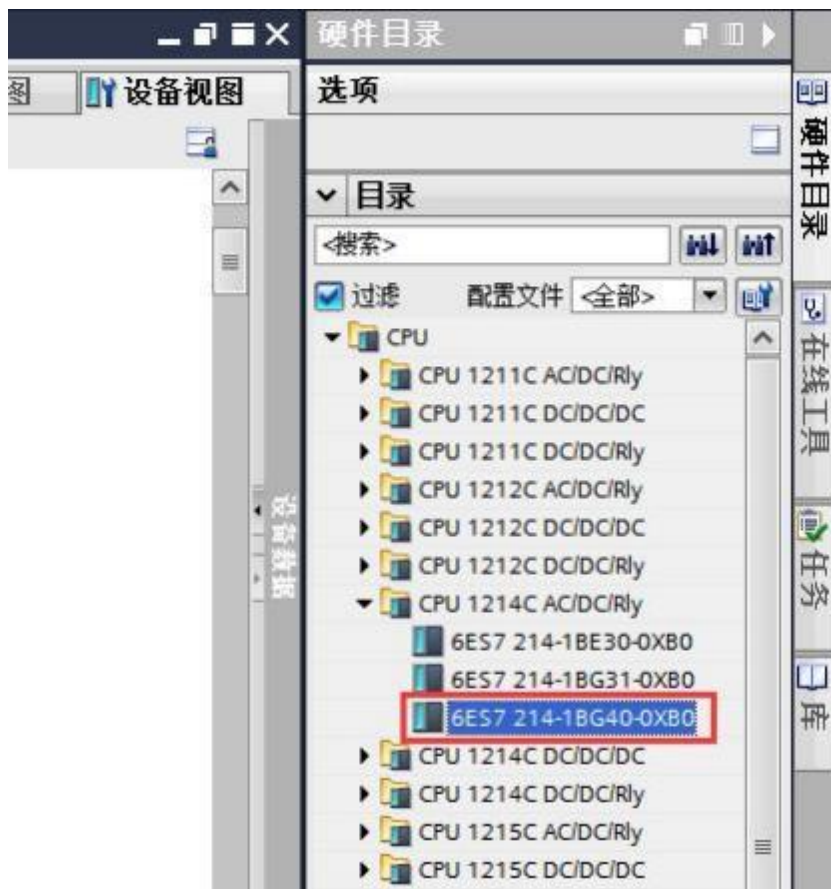 硬件目录
图
设备视图
选项
目录
<搜索>
过滤 配置文件 <全部>
CPU
CPU 1211C AC/DC/Rly
CPU 1211C DC/DC/DC
CPU 1211C DC/DC/Rly
CPU 1212C AC/DC/Rly
CPU 1212C DC/DC/DC
CPU 1212C DC/DC/Rly
CPU 1214C AC/DC/Rly
6ES7 214-1BE30-0XB0
6ES7 214-1BG31-0XB0
6ES7 214-1BG40-0XB0
CPU 1214C DC/DC/DC
CPU 1214C DC/DC/Rly
CPU 1215C AC/DC/Rly
CPU 1215C DC/DC/DC
设备数据
硬件目录
在线工具
任务
库